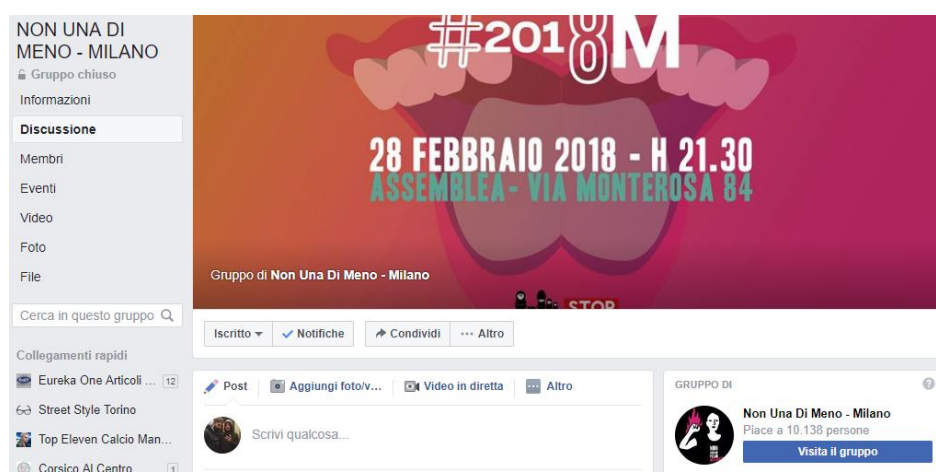 NON UNA DI
MENO - MILANO
Gruppo chiuso
Informazioni
Discussione
Membri
Eventi
Video
Foto
File
Cerca in questo gruppo
Collegamenti rapidi
Eureka One Articoli ... 12
Street Style Torino
Top Eleven Calcio Man...
Corsico Al Centro 1
#2018M
28 FEBBRAIO 2018 - H 21.30
ASSEMBLEA- VIA MONTEROSA 84
STOP
Gruppo di Non Una Di Meno - Milano
Iscritto Notifiche Condividi ... Altro
Post Aggiungi foto/v... Video in diretta Altro
Scrivi qualcosa...
GRUPPO DI
Non Una Di Meno - Milano
Piace a 10.138 persone
Visita il gruppo